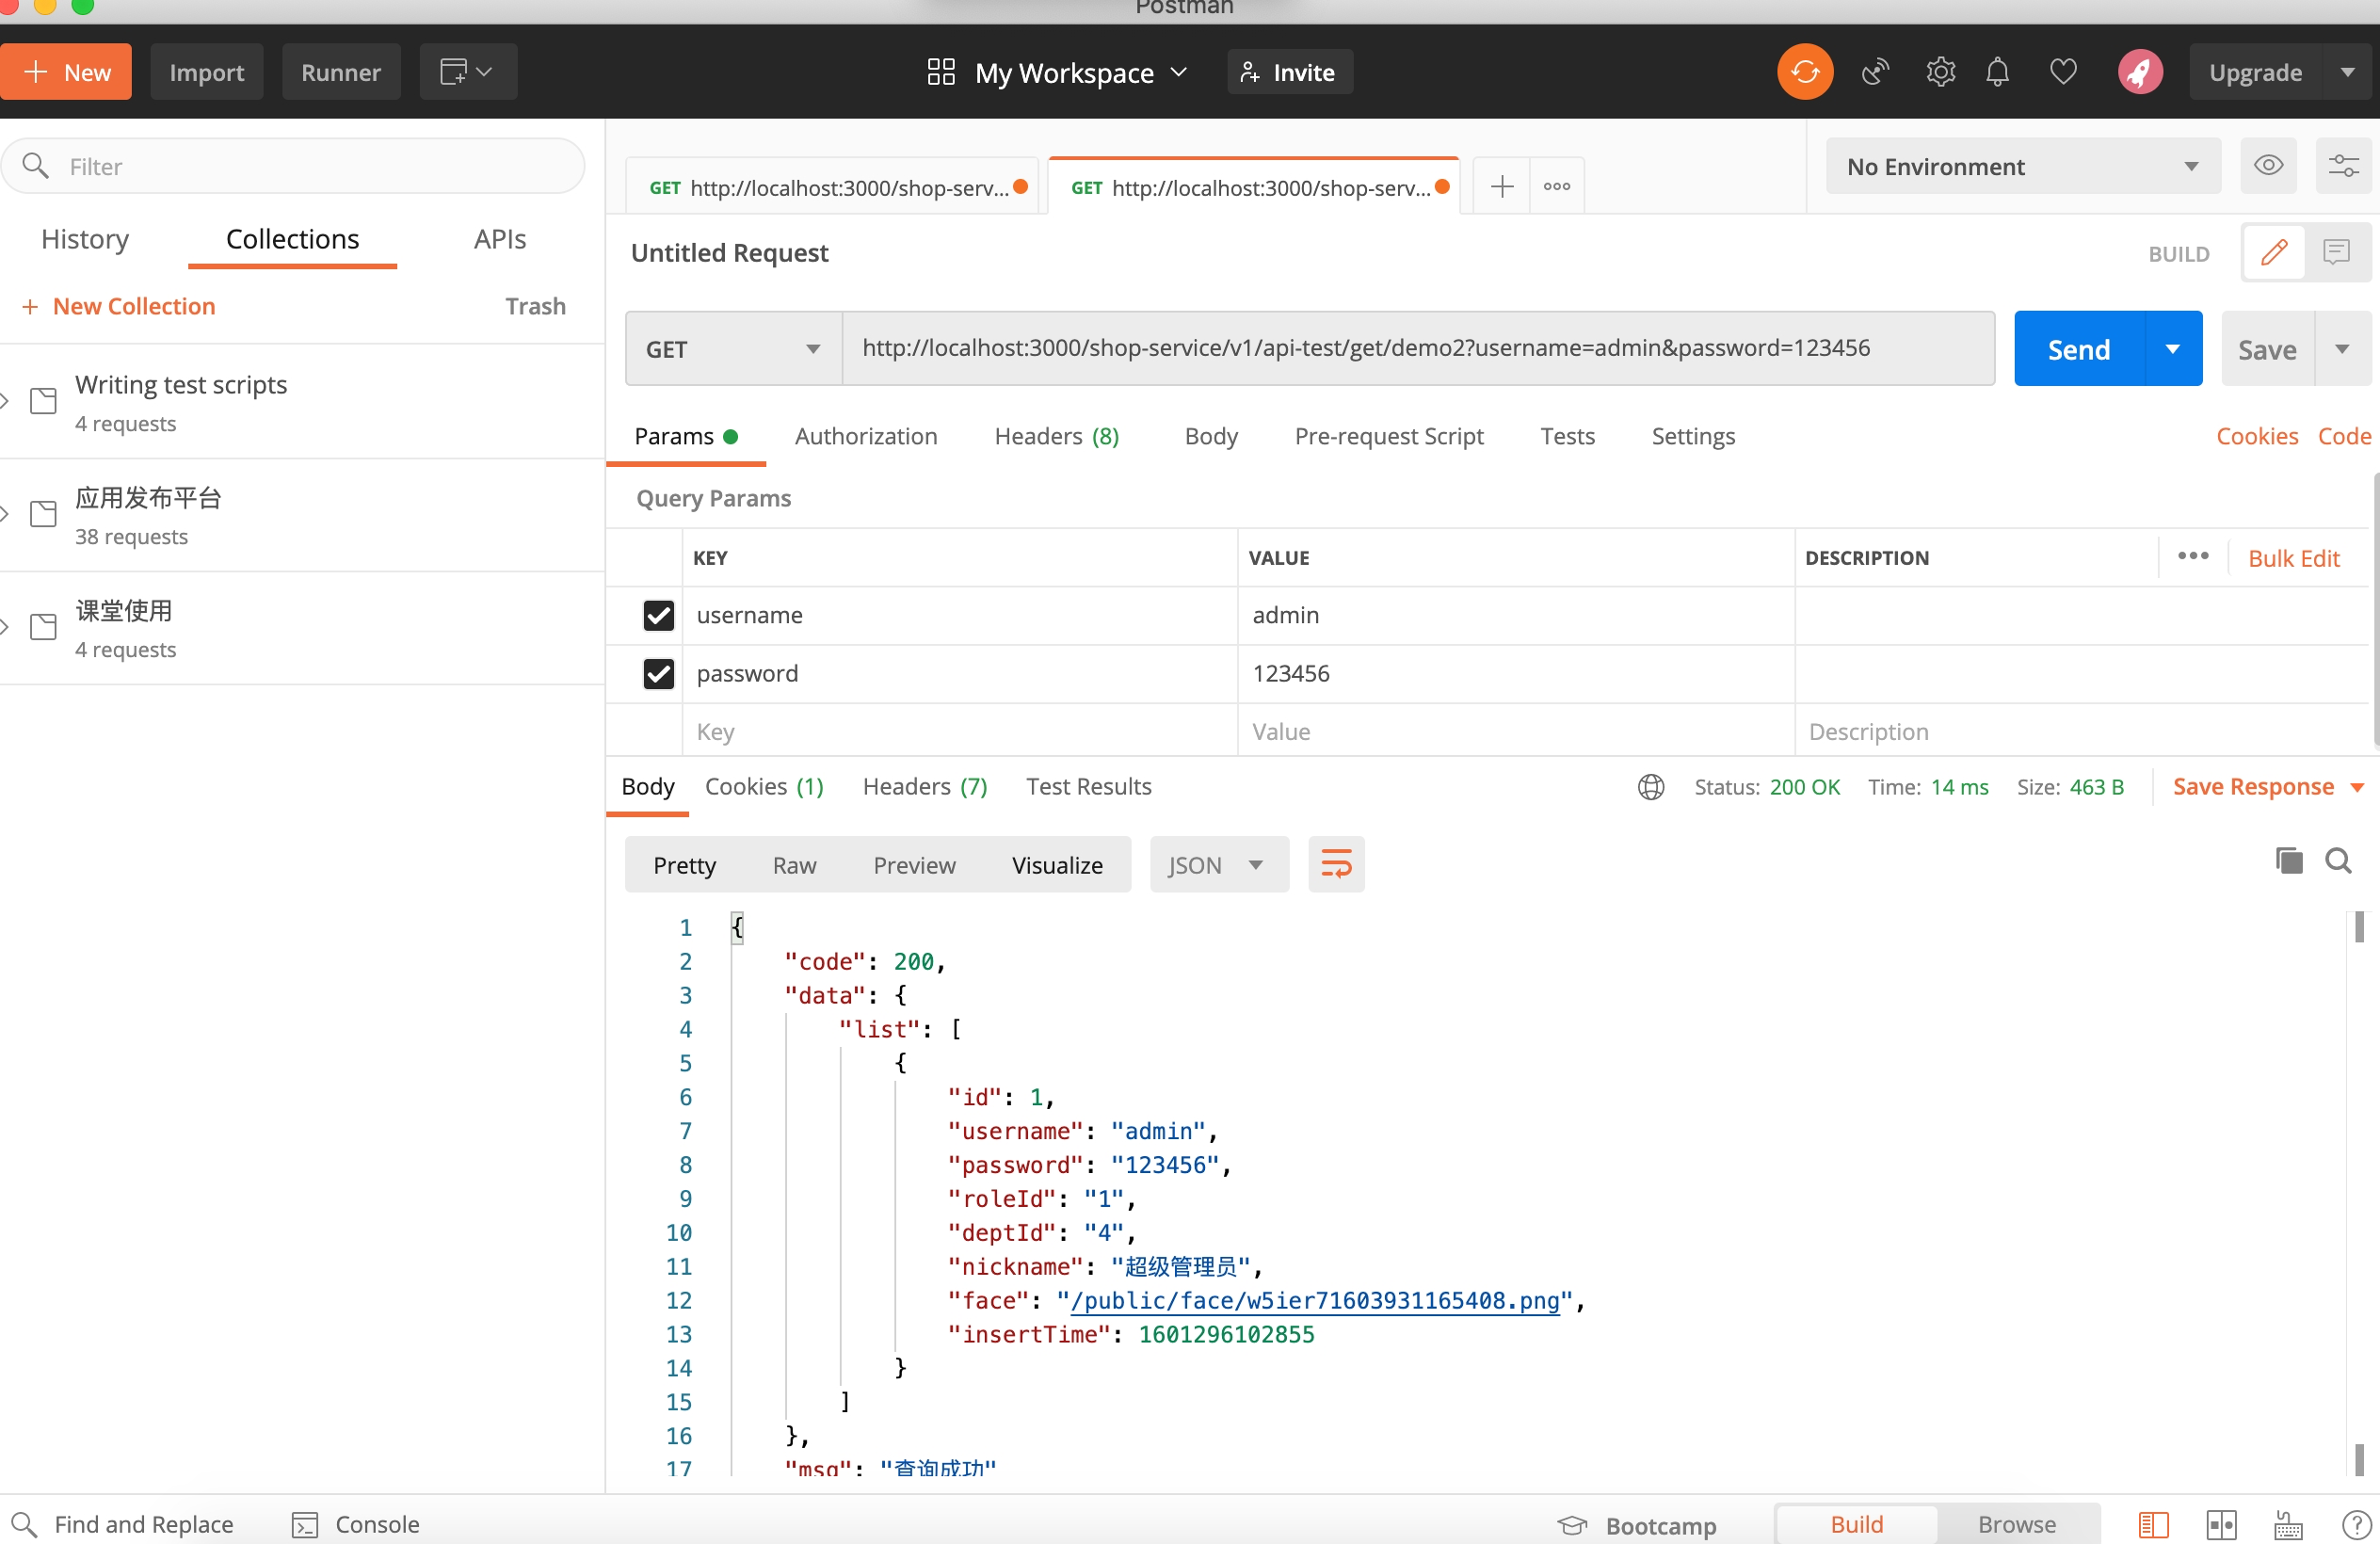 Postman
New
Import
Runner
My Workspace
Invite
Upgrade
Filter
History
Collections
APIs
+ New Collection
Trash
Writing test scripts
4 requests
应用发布平台
38 requests
课堂使用
4 requests
GET http://localhost:3000/shop-serv...
GET http://localhost:3000/shop-serv...
No Environment
Untitled Request
BUILD
GET
http://localhost:3000/shop-service/v1/api-test/get/demo2?username=admin&password=123456
Send
Save
Params
Authorization
Headers (8)
Body
Pre-request Script
Tests
Settings
Cookies
Code
Query Params
KEY
VALUE
DESCRIPTION
Bulk Edit
username
admin
password
123456
Key
Value
Description
Body
Cookies (1)
Headers (7)
Test Results
Status: 200 OK
Time: 14 ms
Size: 463 B
Save Response
Pretty
Raw
Preview
Visualize
JSON
1 {
2 "code": 200,
3 "data": {
4 "list": [
5 {
6 "id": 1,
7 "username": "admin",
8 "password": "123456",
9 "roleId": "1",
10 "deptId": "4",
11 "nickname": "超级管理员",
12 "face": "/public/face/w5ier71603931165408.png",
13 "insertTime": 1601296102855
14 }
15 ]
16 },
17 "msg": "查询成功"
Find and Replace
Console
Bootcamp
Build
Browse